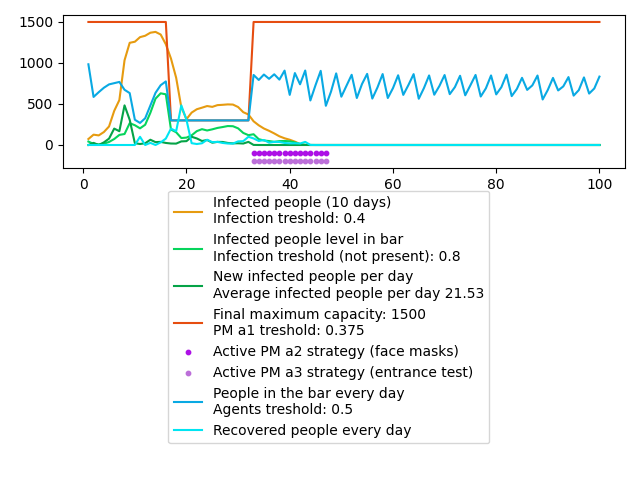 1500
1000
500
0
0
20
40
60
80
100
Infected people (10 days)
Infection treshold: 0.4
Infected people level in bar
Infection treshold (not present): 0.8
New infected people per day
Average infected people per day 21.53
Final maximum capacity: 1500
PM a1 treshold: 0.375
Active PM a2 strategy (face masks)
Active PM a3 strategy (entrance test)
People in the bar every day
Agents treshold: 0.5
Recovered people every day